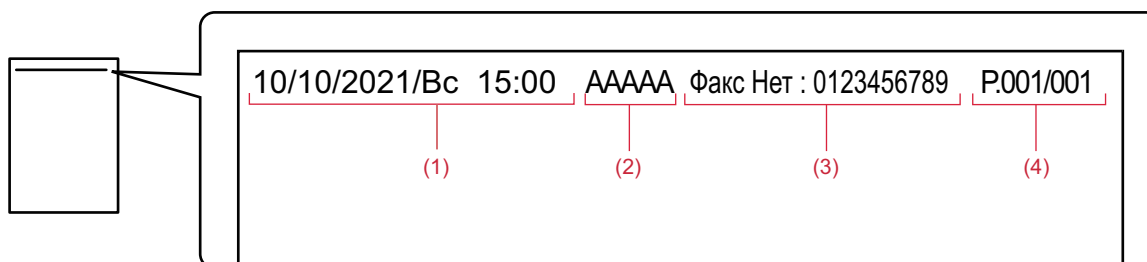 10/10/2021/Вс 15:00 AAAAA Факс Нет : 0123456789 P.001/001
(1) (2) (3) (4)